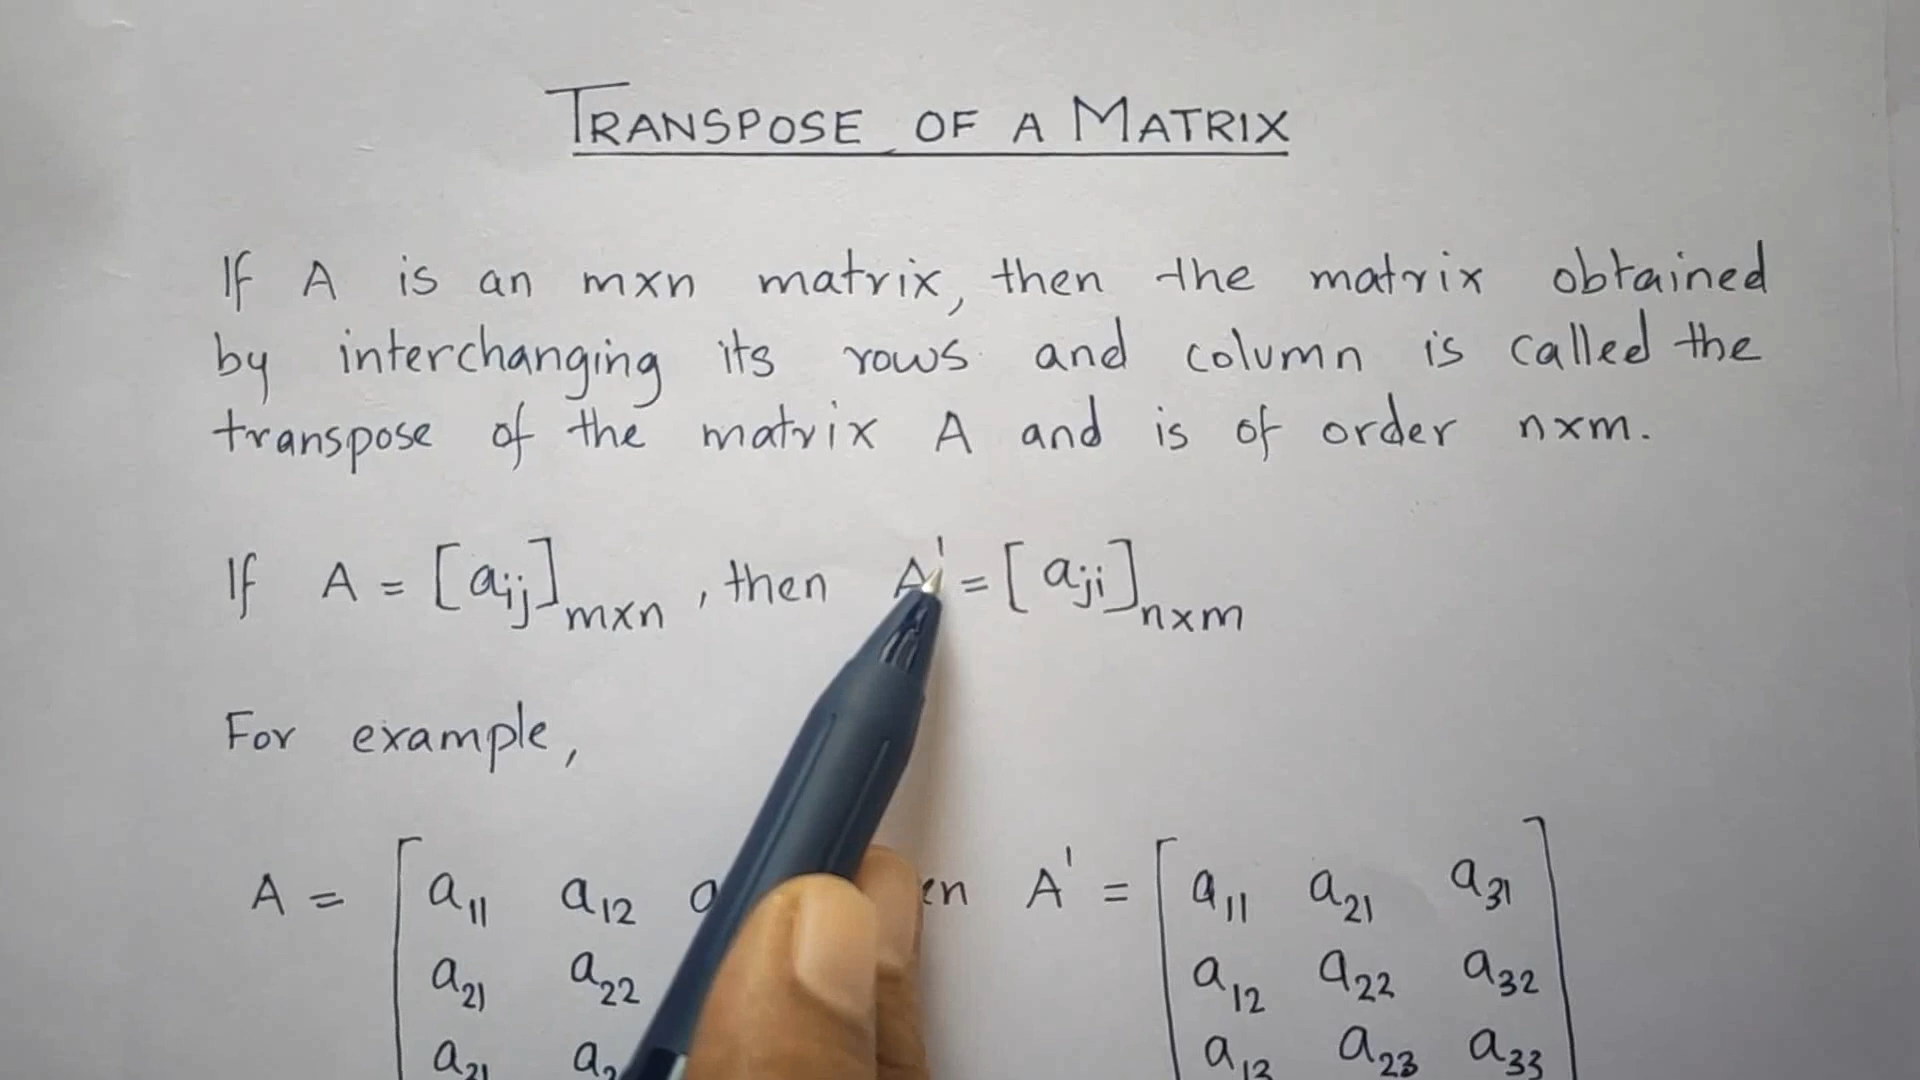 TRANSPOSE OF A MATRIX
If A is an mxn matrix, then the matrix obtained
by interchanging its rows and column is called the
transpose of the matrix A and is of order nxm.
If A = [aij]mxn , then A' = [aji]nxm
For example,
A = [ a11 a12 A' = [ a11 a21 a31 ]
a21 a22 a12 a22 a32
a13 a23 a33